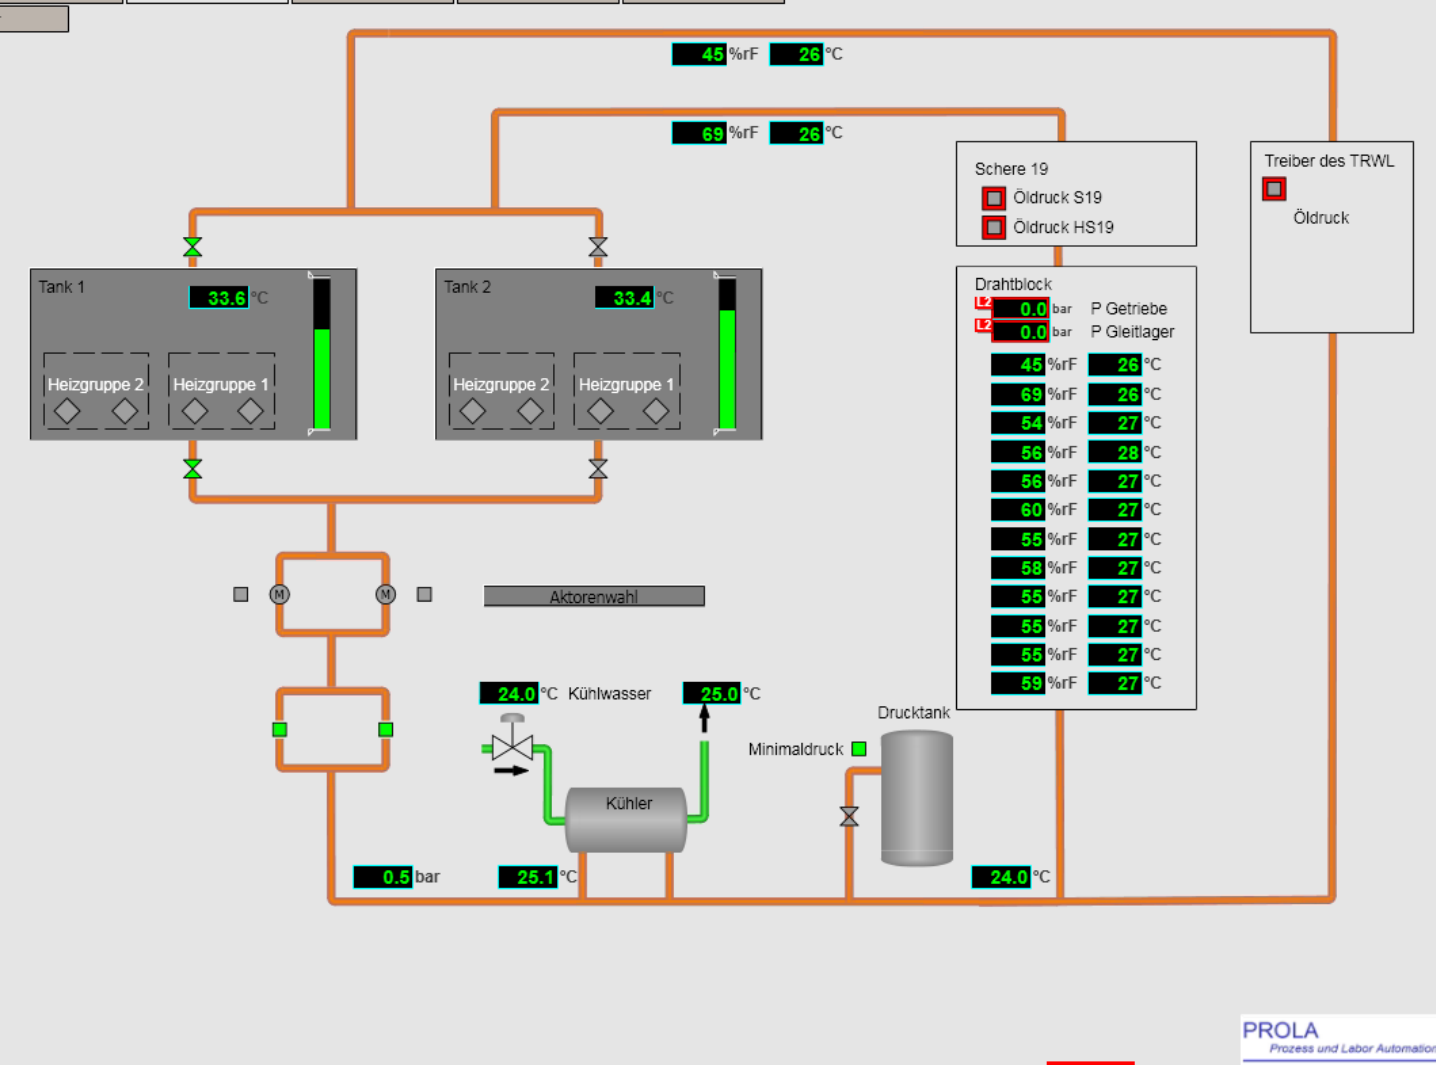 45 %rF 26 °C
69 %rF 26 °C
Schere 19
Öldruck S19
Öldruck HS19
Treiber des TRWL
Öldruck
Tank 1
33.6 °C
Heizgruppe 2 Heizgruppe 1
Tank 2
33.4 °C
Heizgruppe 2 Heizgruppe 1
Drahtblock
L2 0.0 bar P Getriebe
L2 0.0 bar P Gleitlager
45 %rF 26 °C
69 %rF 26 °C
54 %rF 27 °C
56 %rF 28 °C
56 %rF 27 °C
60 %rF 27 °C
55 %rF 27 °C
58 %rF 27 °C
55 %rF 27 °C
55 %rF 27 °C
55 %rF 27 °C
59 %rF 27 °C
M M
Aktorenwahl
24.0 °C Kühlwasser 25.0 °C
Kühler
Drucktank
Minimaldruck
0.5 bar
25.1 °C
24.0 °C
PROLA
Prozess und Labor Automation